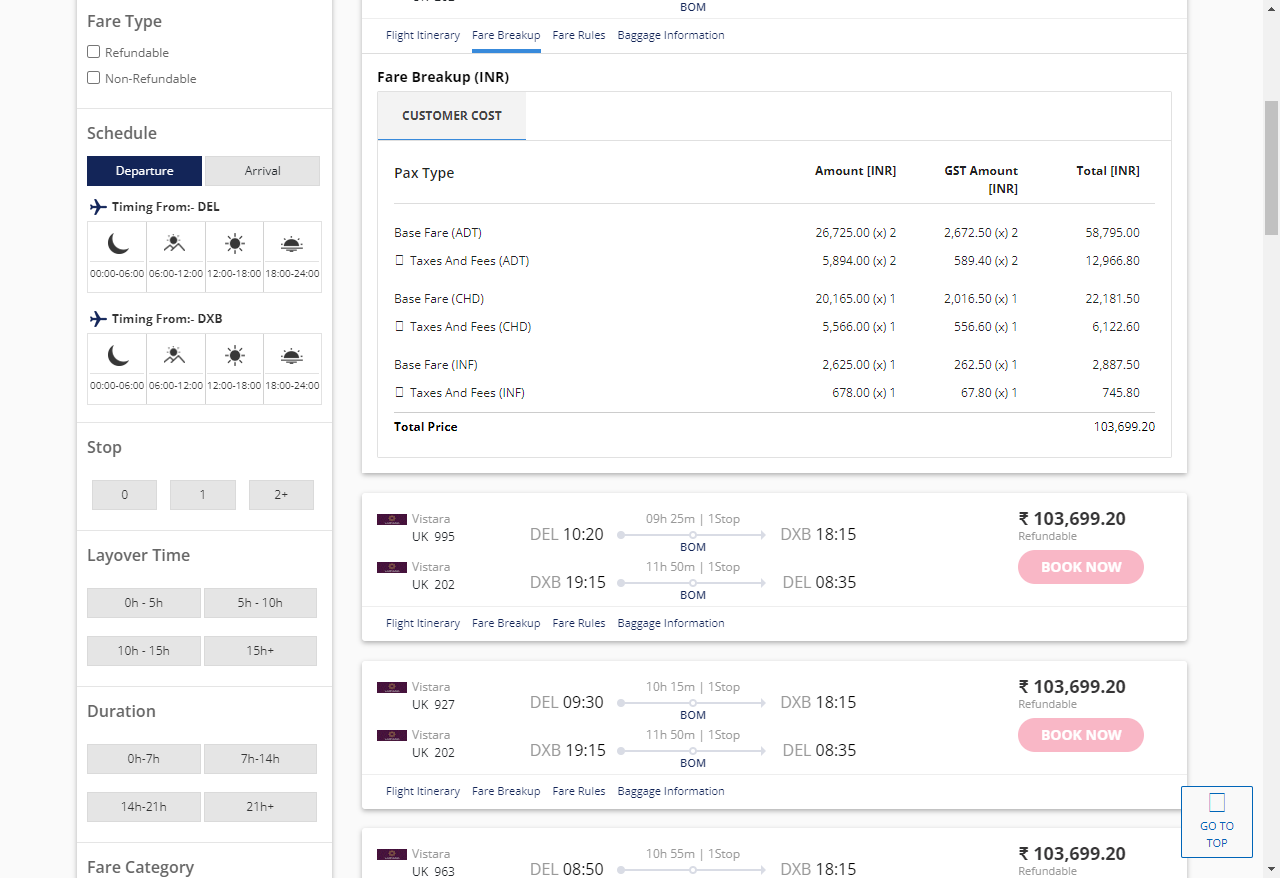 Fare Type
Refundable
Non-Refundable
Schedule
Departure Arrival
Timing From:- DEL
00:00-06:00 06:00-12:00 12:00-18:00 18:00-24:00
Timing From:- DXB
00:00-06:00 06:00-12:00 12:00-18:00 18:00-24:00
Stop
0 1 2+
Layover Time
0h - 5h 5h - 10h
10h - 15h 15h+
Duration
0h-7h 7h-14h
14h-21h 21h+
Fare Category
BOM
Flight Itinerary Fare Breakup Fare Rules Baggage Information
Fare Breakup (INR)
CUSTOMER COST
Pax Type Amount [INR] GST Amount [INR] Total [INR]
Base Fare (ADT) 26,725.00 (x) 2 2,672.50 (x) 2 58,795.00
Taxes And Fees (ADT) 5,894.00 (x) 2 589.40 (x) 2 12,966.80
Base Fare (CHD) 20,165.00 (x) 1 2,016.50 (x) 1 22,181.50
Taxes And Fees (CHD) 5,566.00 (x) 1 556.60 (x) 1 6,122.60
Base Fare (INF) 2,625.00 (x) 1 262.50 (x) 1 2,887.50
Taxes And Fees (INF) 678.00 (x) 1 67.80 (x) 1 745.80
Total Price 103,699.20
Vistara 09h 25m | 1Stop ₹ 103,699.20
UK 995 DEL 10:20 DXB 18:15 Refundable
BOM
Vistara 11h 50m | 1Stop BOOK NOW
UK 202 DXB 19:15 DEL 08:35
BOM
Flight Itinerary Fare Breakup Fare Rules Baggage Information
Vistara 10h 15m | 1Stop ₹ 103,699.20
UK 927 DEL 09:30 DXB 18:15 Refundable
BOM
Vistara 11h 50m | 1Stop BOOK NOW
UK 202 DXB 19:15 DEL 08:35
BOM
Flight Itinerary Fare Breakup Fare Rules Baggage Information
Vistara 10h 55m | 1Stop ₹ 103,699.20
UK 963 DEL 08:50 DXB 18:15 Refundable
GO TO
TOP